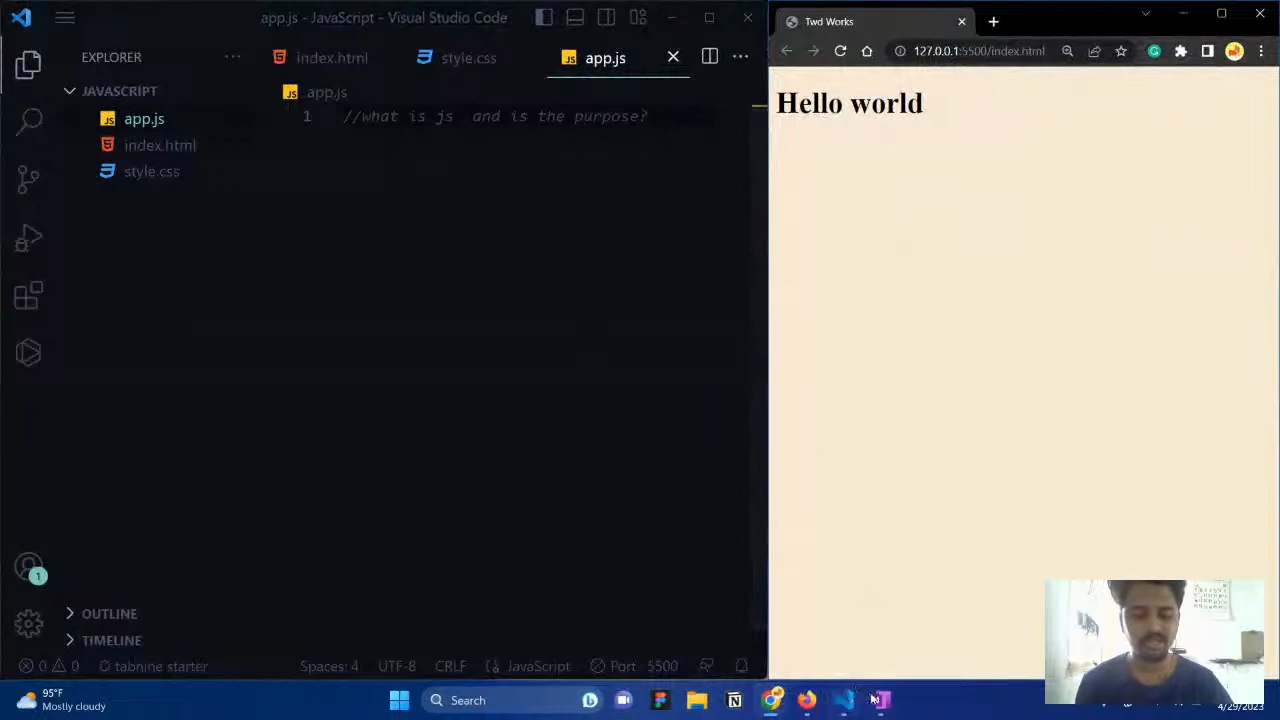 app.js - JavaScript - Visual Studio Code
EXPLORER
JAVASCRIPT
app.js
index.html
style.css
OUTLINE
TIMELINE
index.html
style.css
app.js
app.js
1 //what is js  and is the purpose?
0 0 tabnine starter
Spaces: 4 UTF-8 CRLF JavaScript Port 5500
1
Twd Works
127.0.0.1:5500/index.html
Hello world
95°F
Mostly cloudy
Search